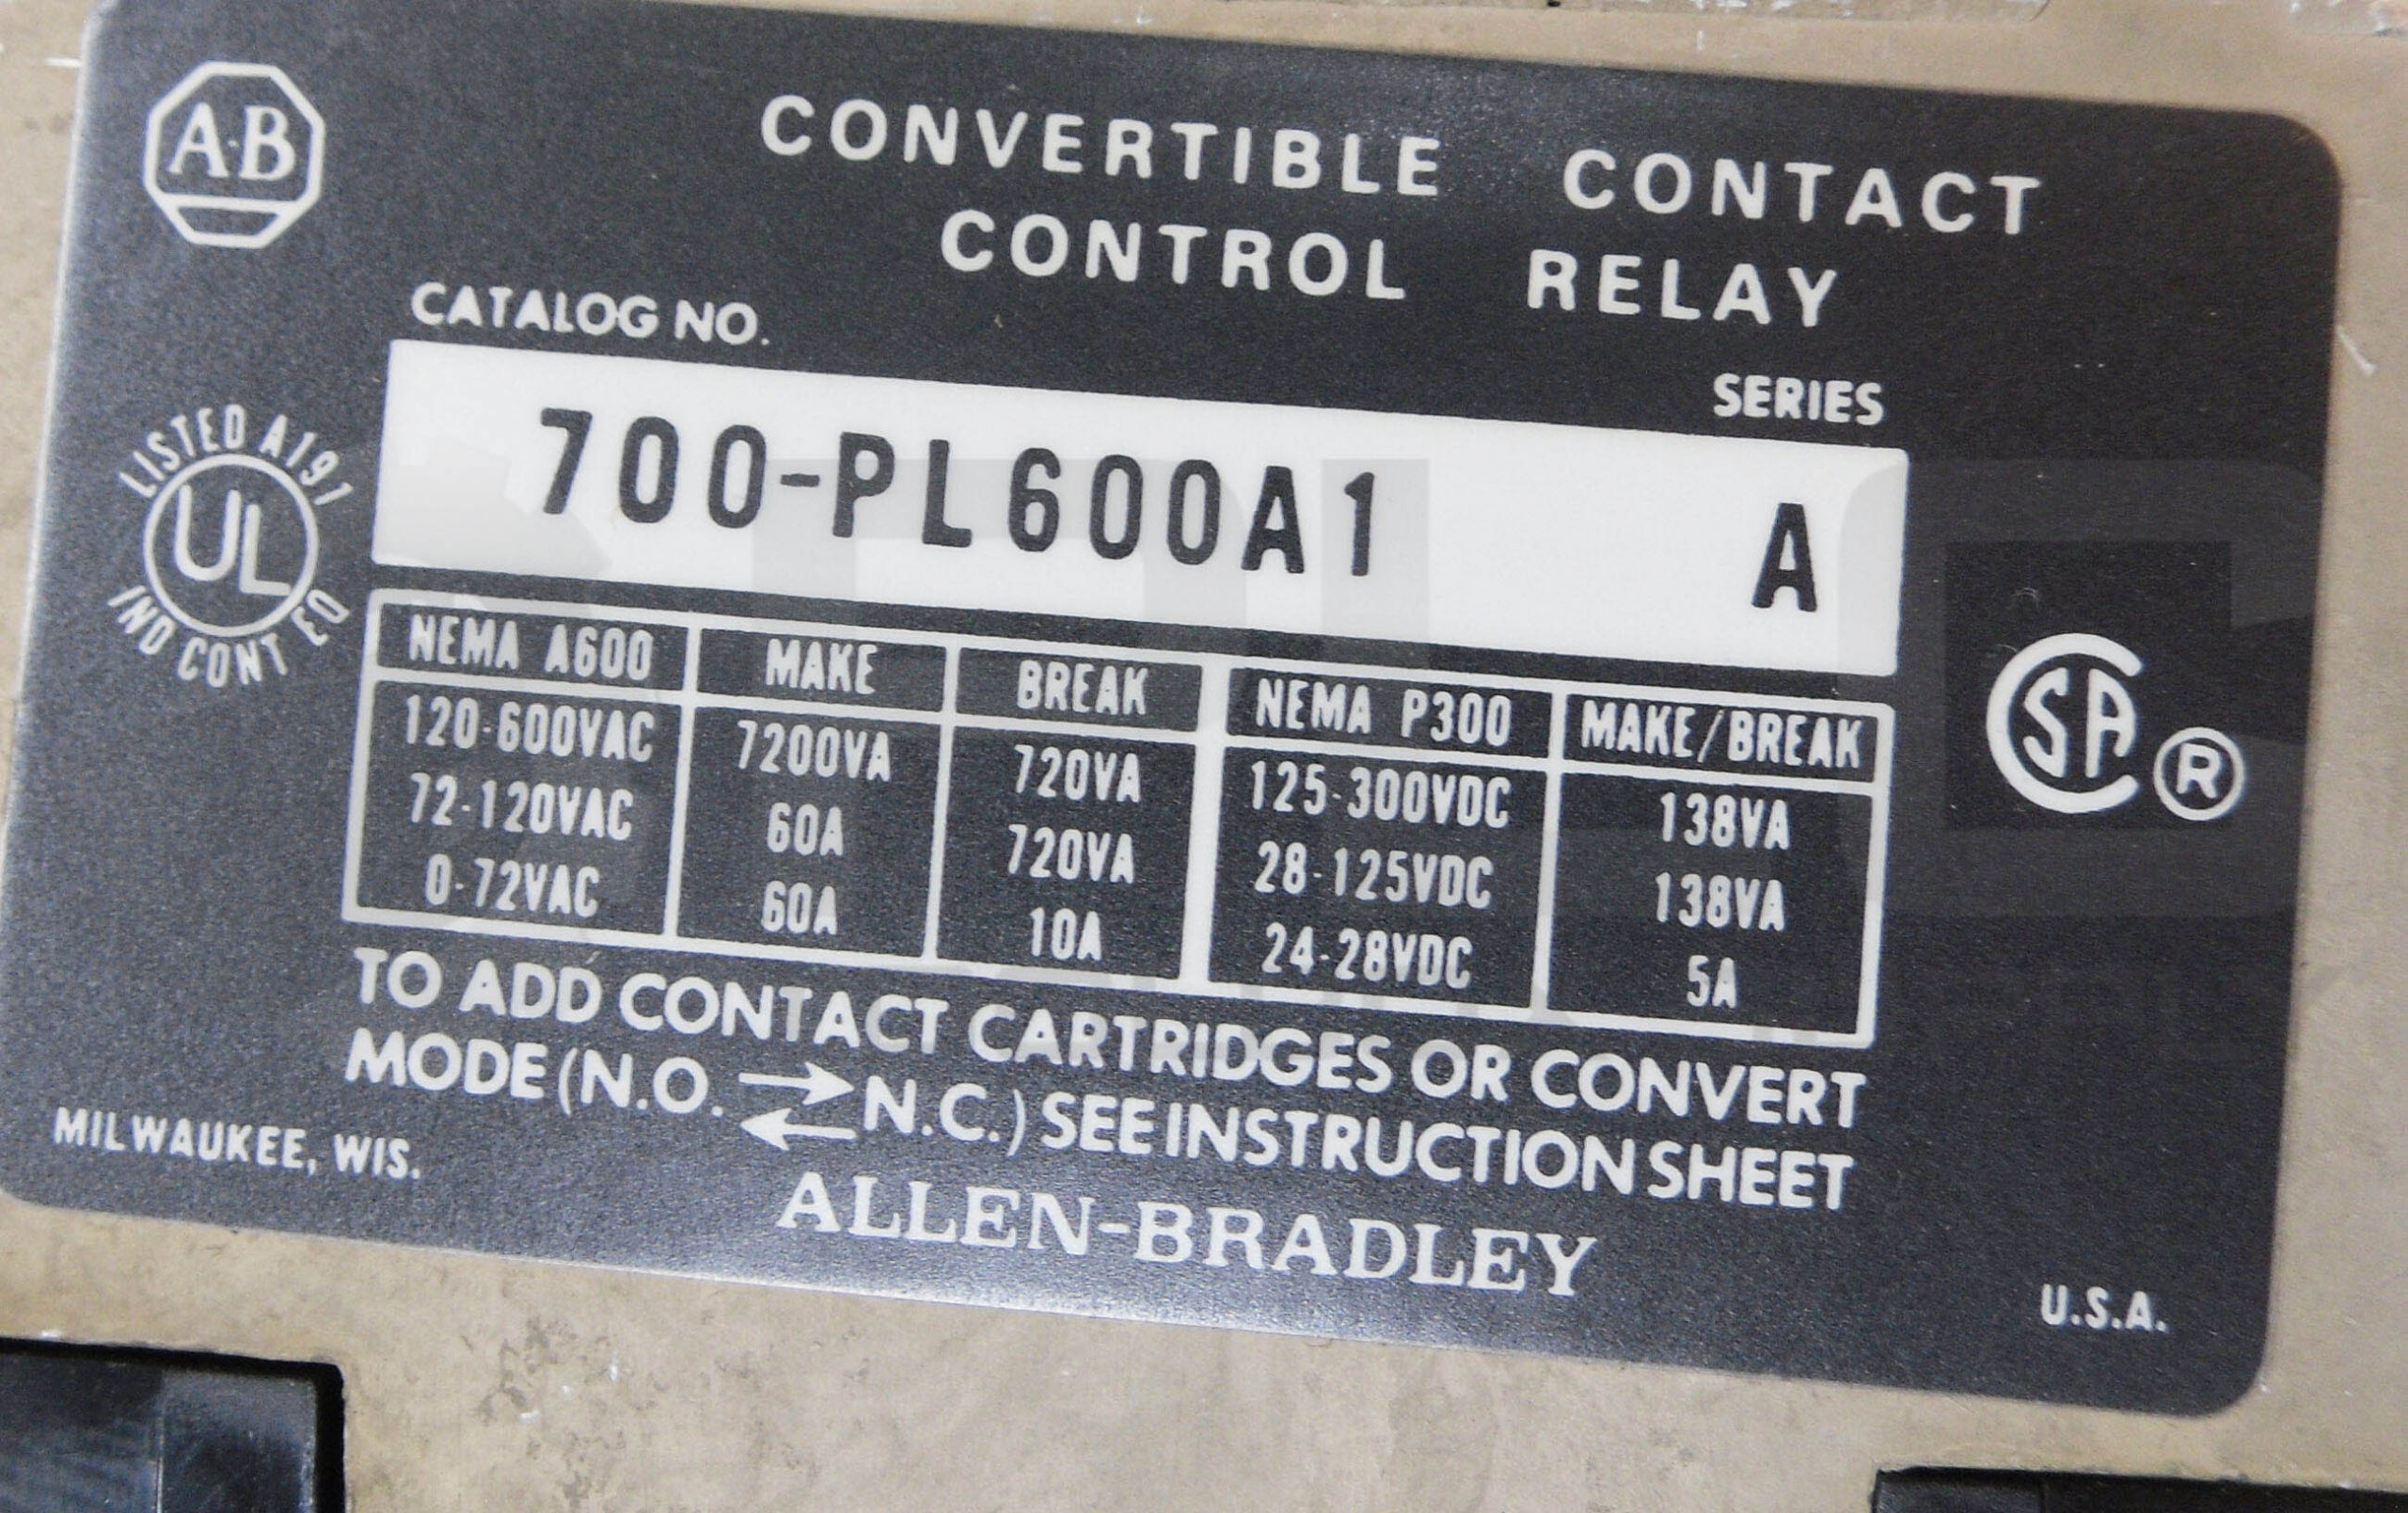 A·B
CONVERTIBLE CONTACT
CONTROL RELAY
CATALOG NO.
SERIES
700-PL600A1 A
LISTED A191
UL
IND CONT EQ
NEMA A600 MAKE BREAK NEMA P300 MAKE/BREAK
120-600VAC 7200VA 720VA 125-300VDC 138VA
72-120VAC 60A 720VA 28-125VDC 138VA
0-72VAC 60A 10A 24-28VDC 5A
CSA ®
TO ADD CONTACT CARTRIDGES OR CONVERT
MODE (N.O. ⇄ N.C.) SEE INSTRUCTION SHEET
MILWAUKEE, WIS.
ALLEN-BRADLEY
U.S.A.